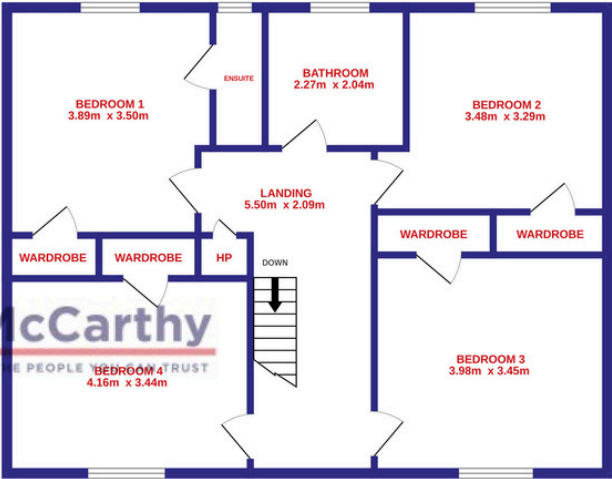 BEDROOM 1
3.89m x 3.50m
ENSUITE
BATHROOM
2.27m x 2.04m
BEDROOM 2
3.48m x 3.29m
LANDING
5.50m x 2.09m
WARDROBE
WARDROBE
HP
DOWN
WARDROBE
WARDROBE
McCarthy
THE PEOPLE YOU CAN TRUST
BEDROOM 4
4.16m x 3.44m
BEDROOM 3
3.98m x 3.45m